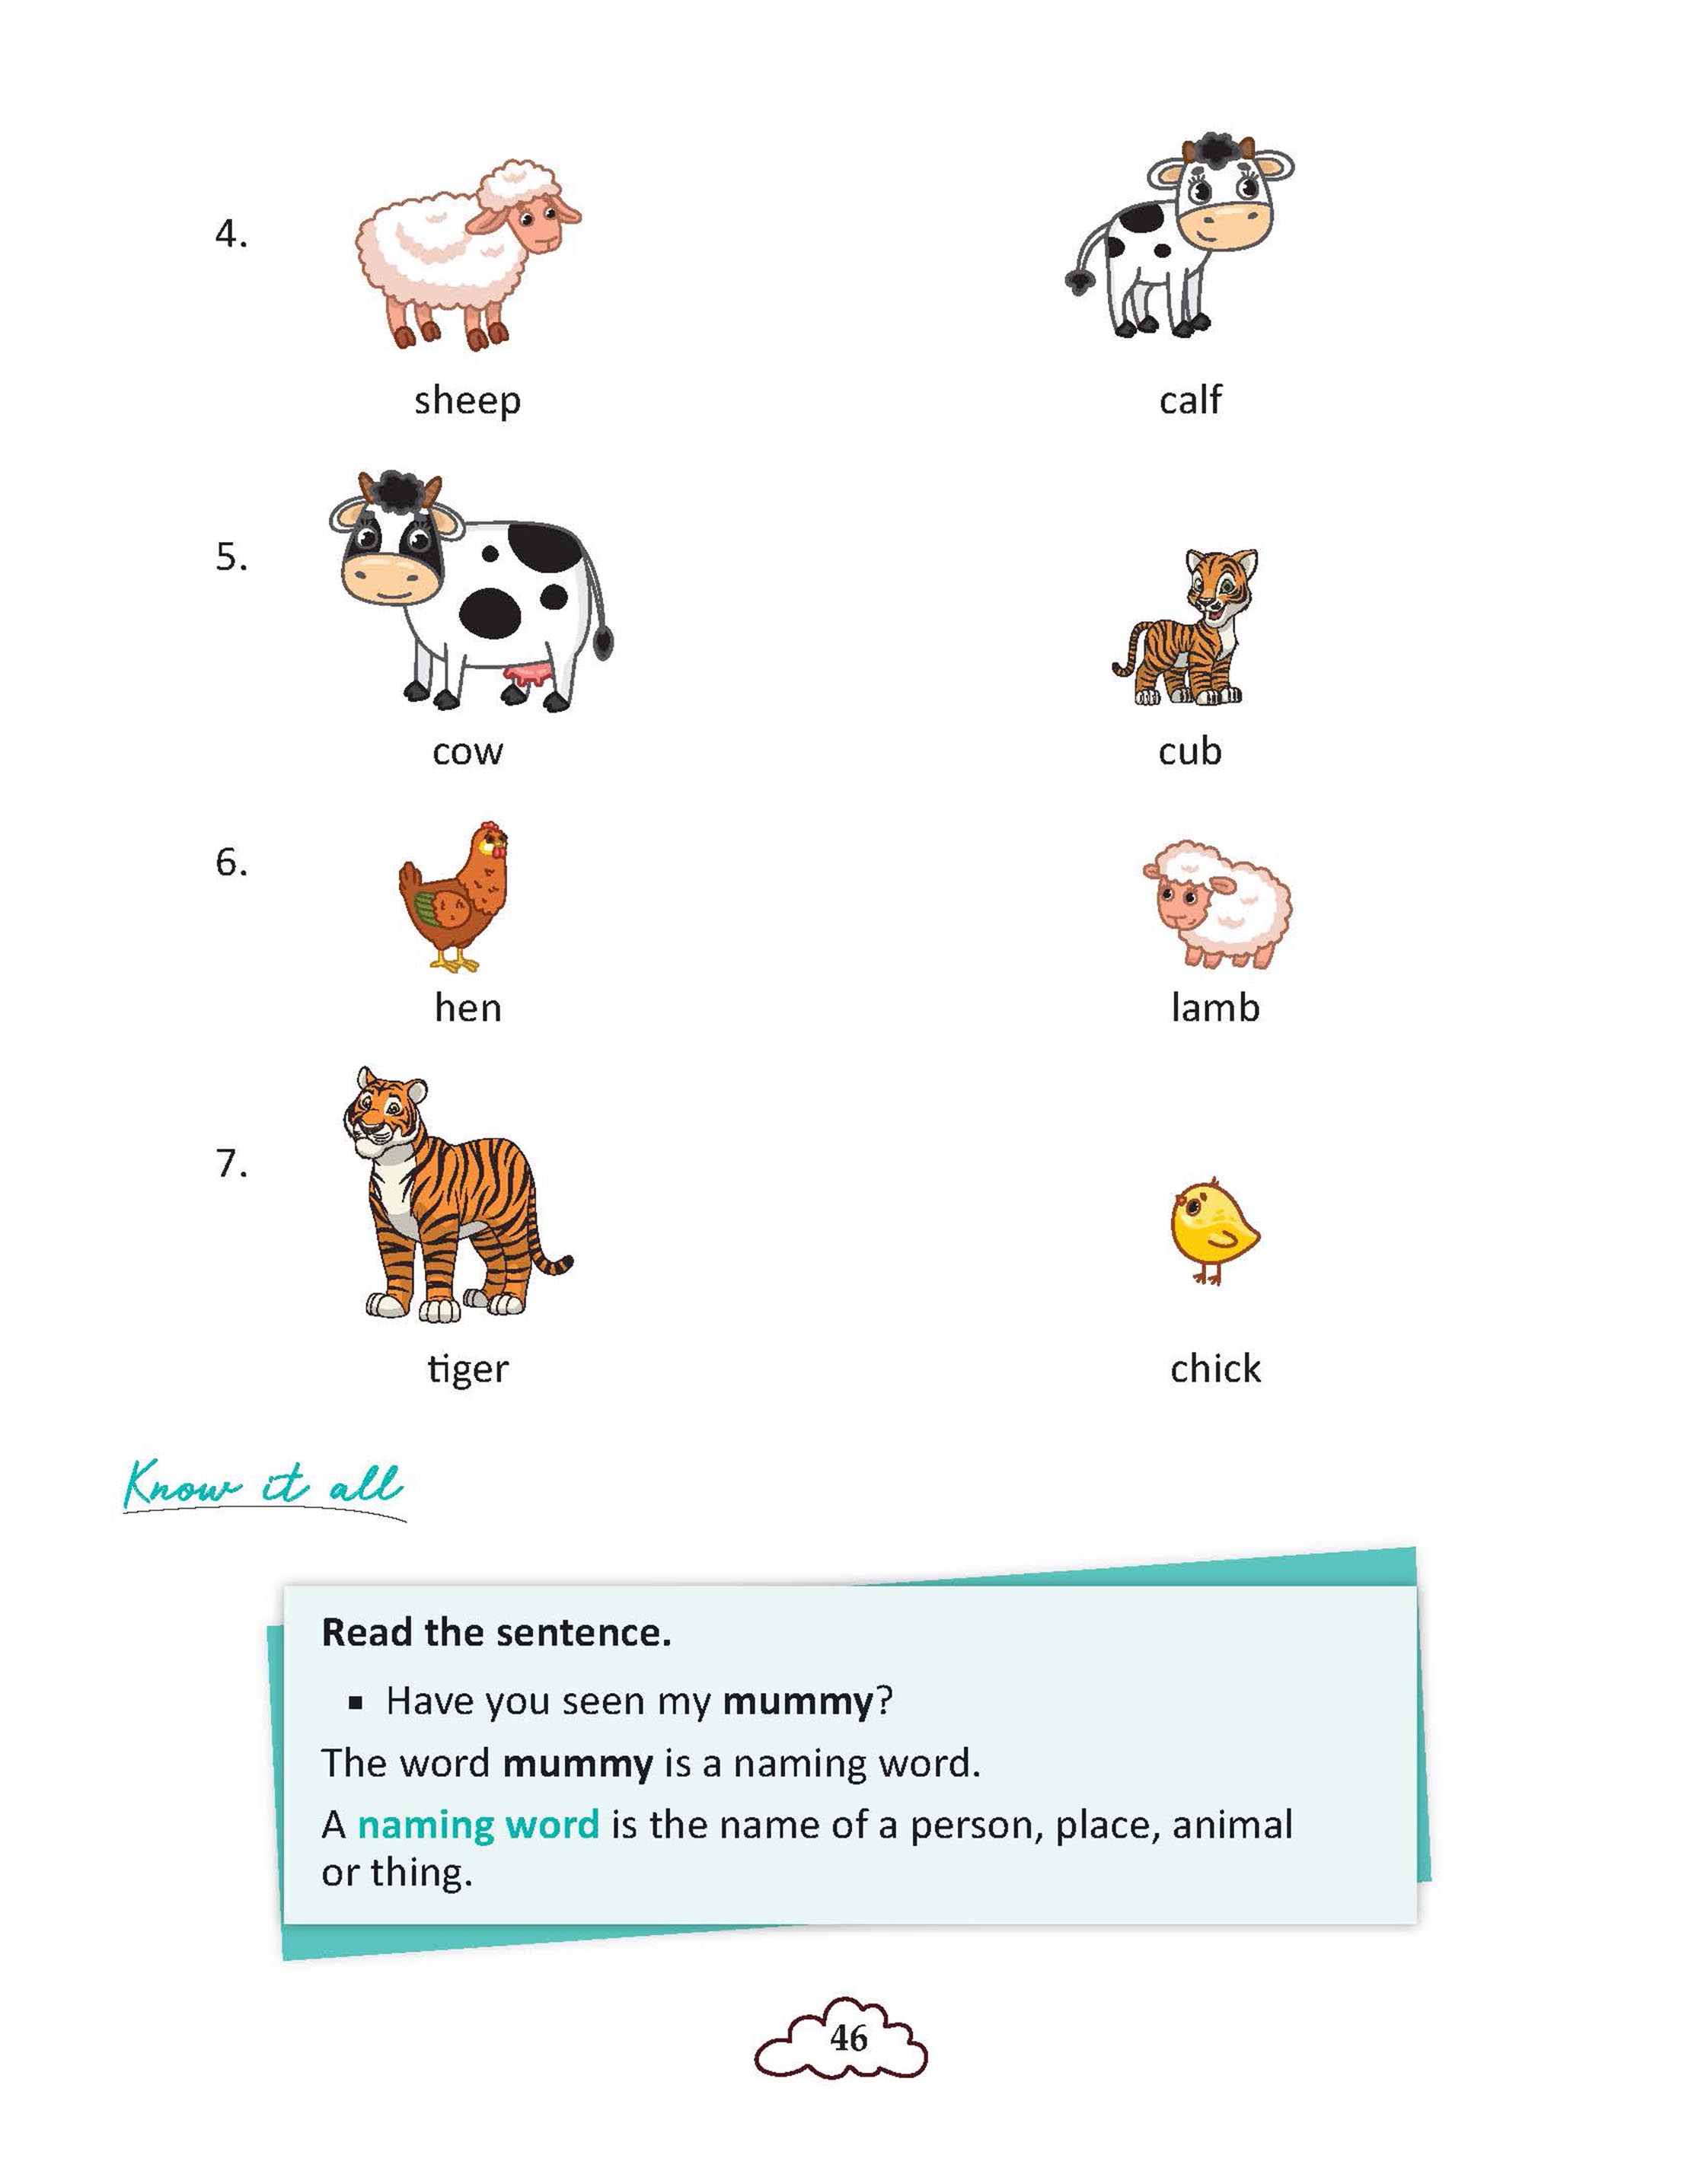 4.
sheep
calf
5.
cow
cub
6.
hen
lamb
7.
tiger
chick
Know it all
Read the sentence.
▪ Have you seen my mummy?
The word mummy is a naming word.
A naming word is the name of a person, place, animal
or thing.
46